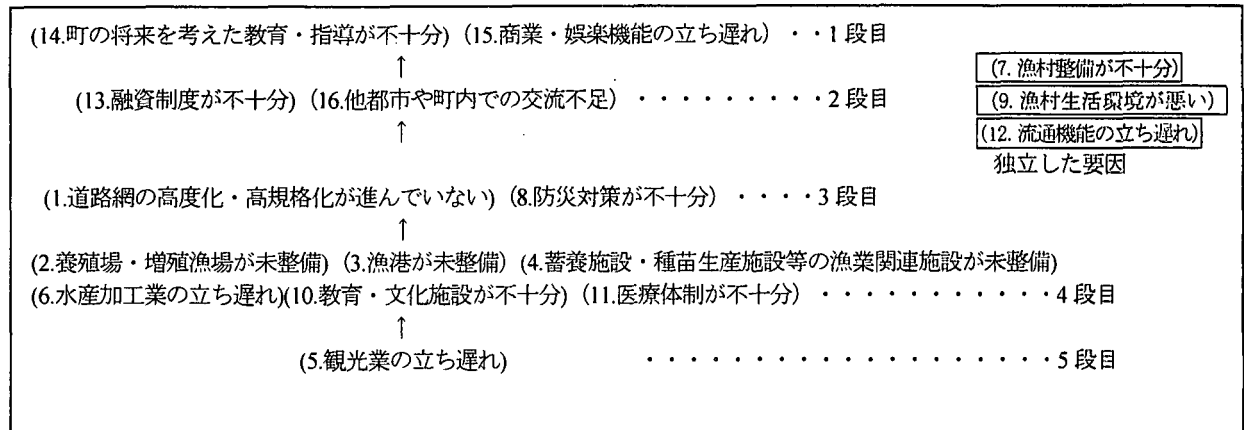 (14.町の将来を考えた教育・指導が不十分)（15.商業・娯楽機能の立ち遅れ）・・1段目
↑
(7. 漁村整備が不十分)
(13.融資制度が不十分)（16.他都市や町内での交流不足）・・・・・・・・・2段目
(9. 漁村生活環境が悪い)
↑
(12. 流通機能の立ち遅れ)
独立した要因
(1.道路網の高度化・高規格化が進んでいない)（8.防災対策が不十分）・・・・3段目
↑
(2.養殖場・増殖漁場が未整備)（3.漁港が未整備）(4.蓄養施設・種苗生産施設等の漁業関連施設が未整備)
(6.水産加工業の立ち遅れ)(10.教育・文化施設が不十分)（11.医療体制が不十分）・・・・・・・・・・・・4段目
↑
(5.観光業の立ち遅れ)・・・・・・・・・・・・・・・・・・・5段目